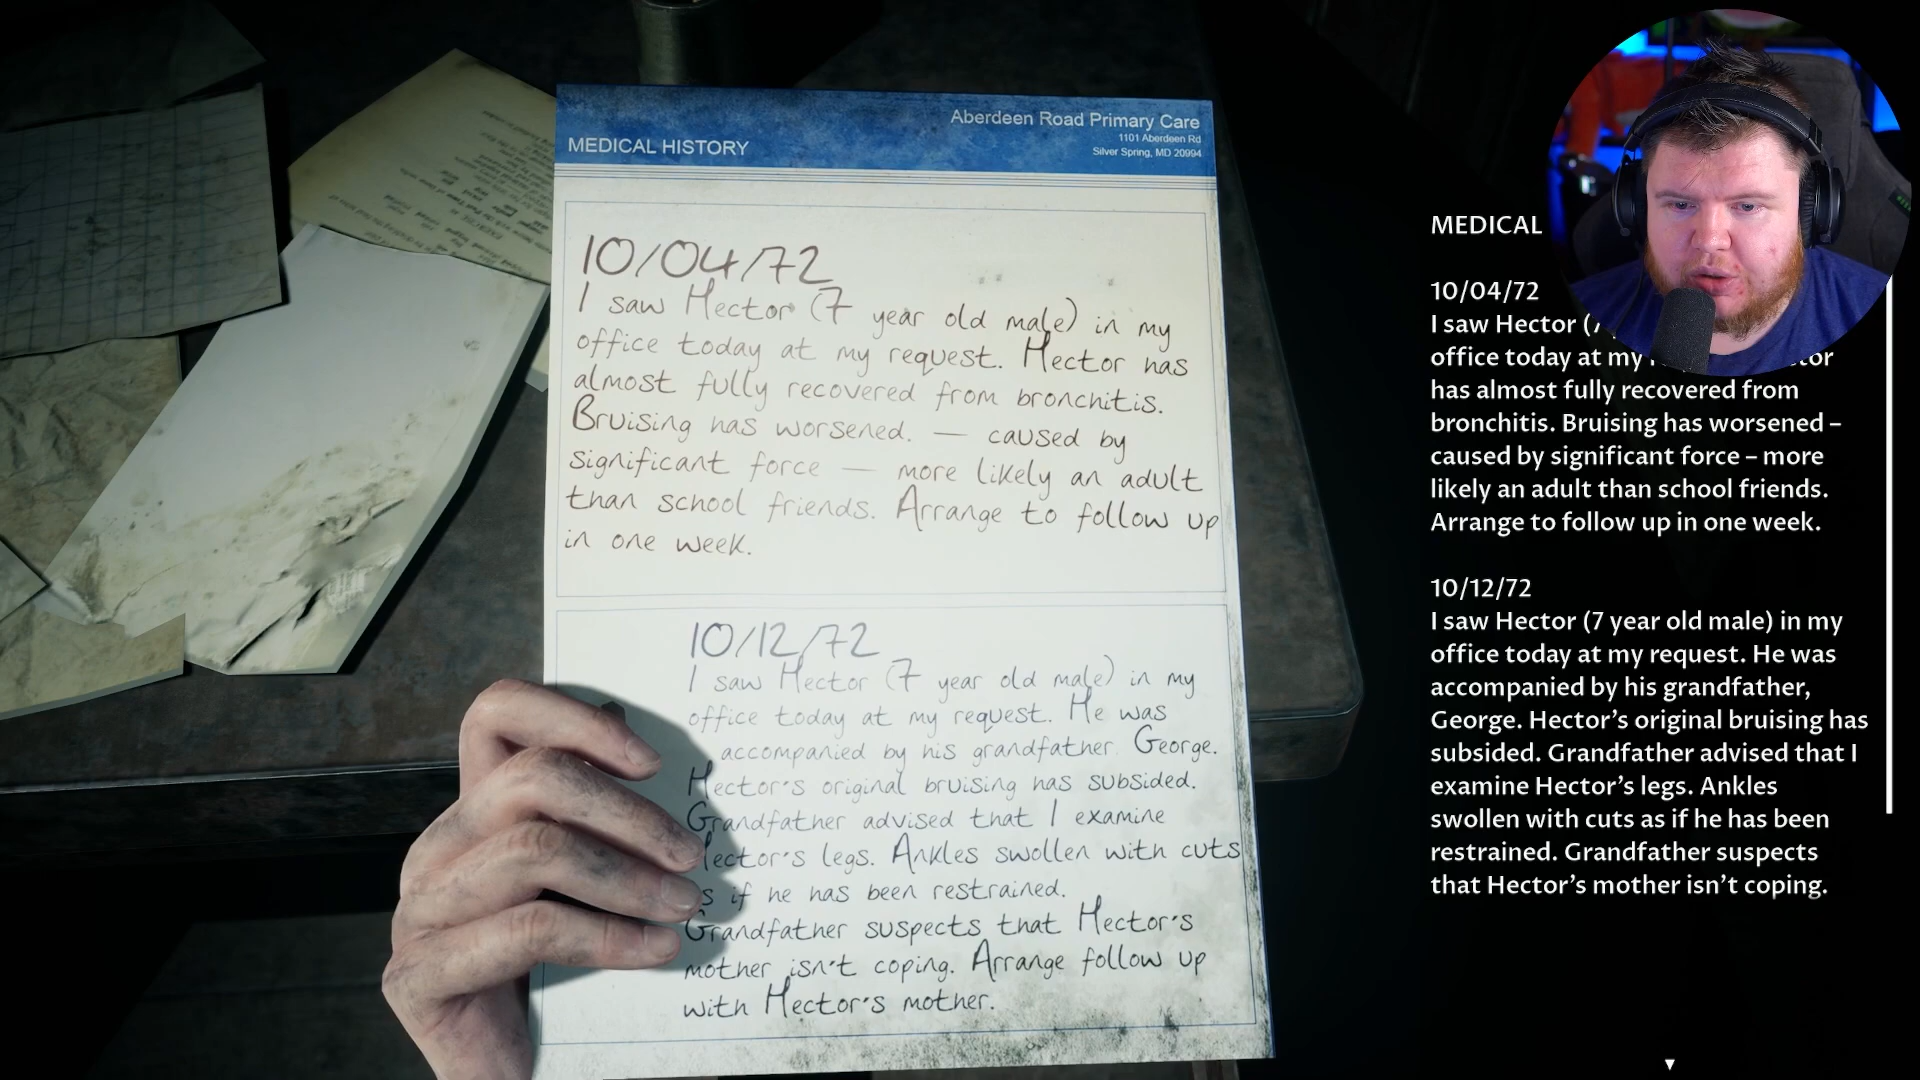 Aberdeen Road Primary Care
1101 Aberdeen Rd
Silver Spring, MD 20994
MEDICAL HISTORY
10/04/72
I saw Hector (7 year old male) in my
office today at my request. Hector has
almost fully recovered from bronchitis.
Bruising has worsened. — caused by
significant force — more likely an adult
than school friends. Arrange to follow up
in one week.
10/12/72
I saw Hector (7 year old male) in my
office today at my request. He was
accompanied by his grandfather George.
Hector's original bruising has subsided.
Grandfather advised that I examine
Hector's legs. Ankles swollen with cuts
as if he has been restrained.
Grandfather suspects that Hector's
mother isn't coping. Arrange follow up
with Hector's mother.
MEDICAL
10/04/72
I saw Hector (7
office today at my
has almost fully recovered from
bronchitis. Bruising has worsened –
caused by significant force – more
likely an adult than school friends.
Arrange to follow up in one week.
10/12/72
I saw Hector (7 year old male) in my
office today at my request. He was
accompanied by his grandfather,
George. Hector’s original bruising has
subsided. Grandfather advised that I
examine Hector’s legs. Ankles
swollen with cuts as if he has been
restrained. Grandfather suspects
that Hector’s mother isn’t coping.